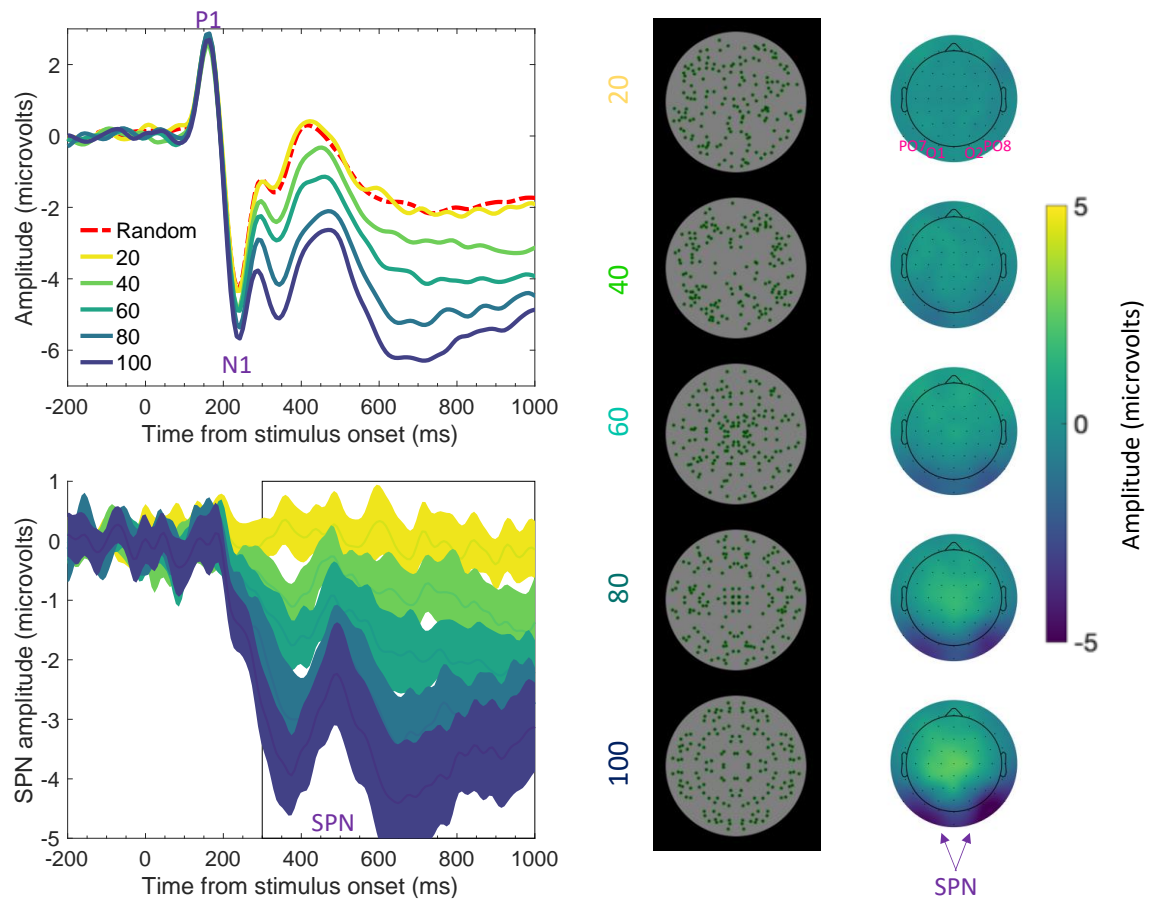 P1
2
0
-2
-4
-6
Amplitude (microvolts)
Random
20
40
60
80
100
N1
-200 0 200 400 600 800 1000
Time from stimulus onset (ms)
1
0
-1
-2
-3
-4
-5
SPN amplitude (microvolts)
SPN
-200 0 200 400 600 800 1000
Time from stimulus onset (ms)
20
40
60
80
100
PO7 O1 O2 PO8
5
0
-5
Amplitude (microvolts)
SPN